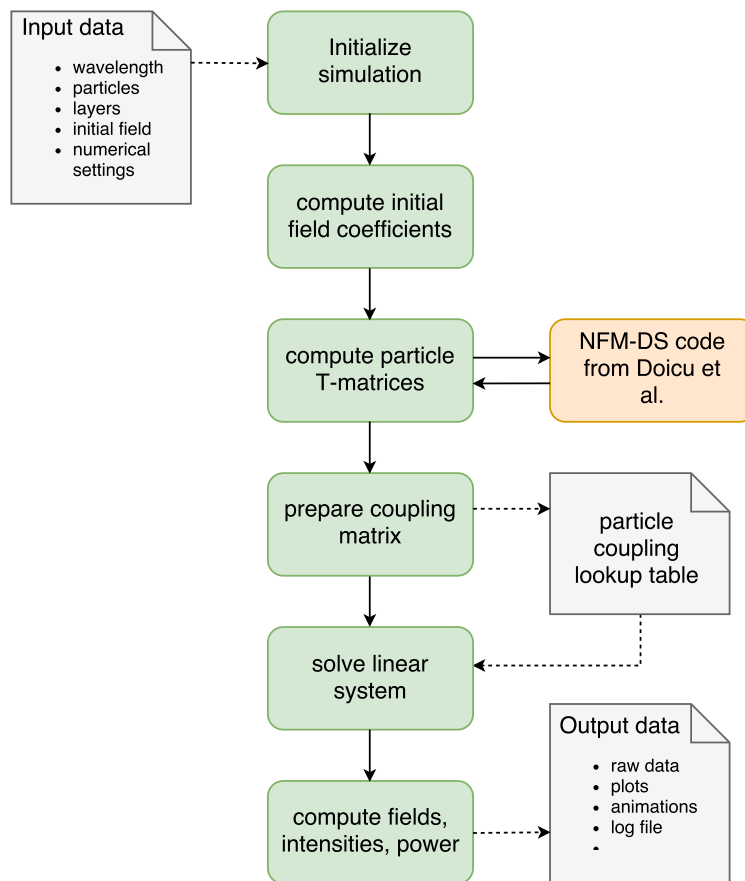 Input data
• wavelength
• particles
• layers
• initial field
• numerical
settings
Initialize
simulation
compute initial
field coefficients
compute particle
T-matrices
NFM-DS code
from Doicu et
al.
prepare coupling
matrix
particle
coupling
lookup table
solve linear
system
compute fields,
intensities, power
Output data
• raw data
• plots
• animations
• log file